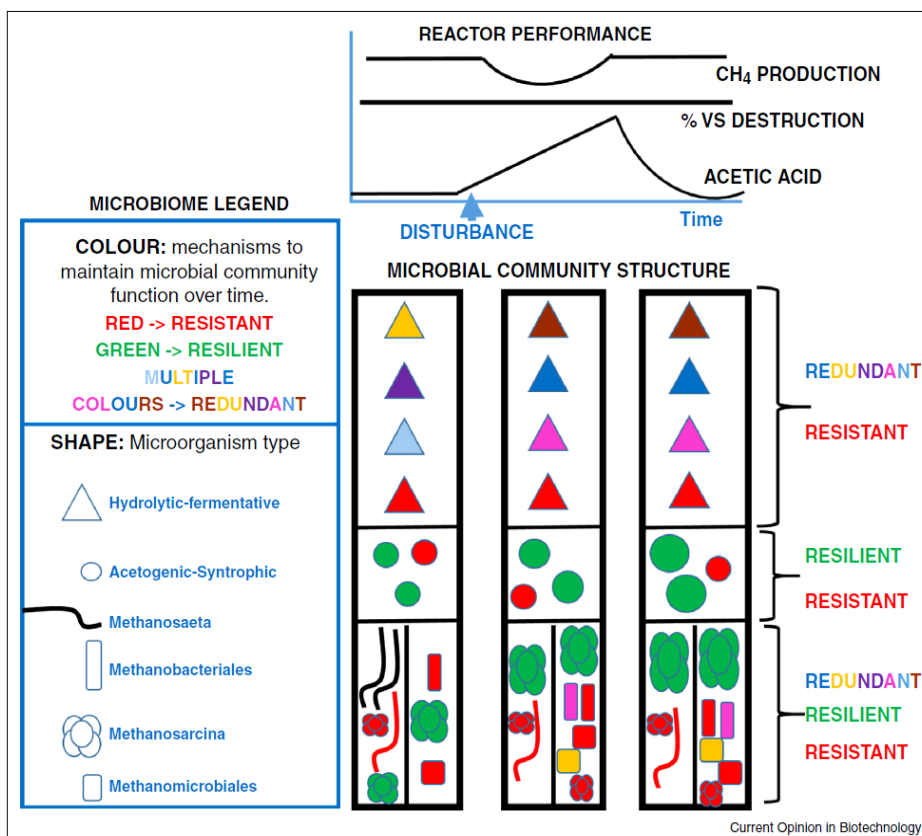 REACTOR PERFORMANCE
CH4 PRODUCTION
% VS DESTRUCTION
ACETIC ACID
Time
DISTURBANCE
MICROBIOME LEGEND
COLOUR: mechanisms to
maintain microbial community
function over time.
RED -> RESISTANT
GREEN -> RESILIENT
MULTIPLE
COLOURS -> REDUNDANT
SHAPE: Microorganism type
Hydrolytic-fermentative
Acetogenic-Syntrophic
Methanosaeta
Methanobacteriales
Methanosarcina
Methanomicrobiales
MICROBIAL COMMUNITY STRUCTURE
REDUNDANT
RESISTANT
RESILIENT
RESISTANT
REDUNDANT
RESILIENT
RESISTANT
Current Opinion in Biotechnology